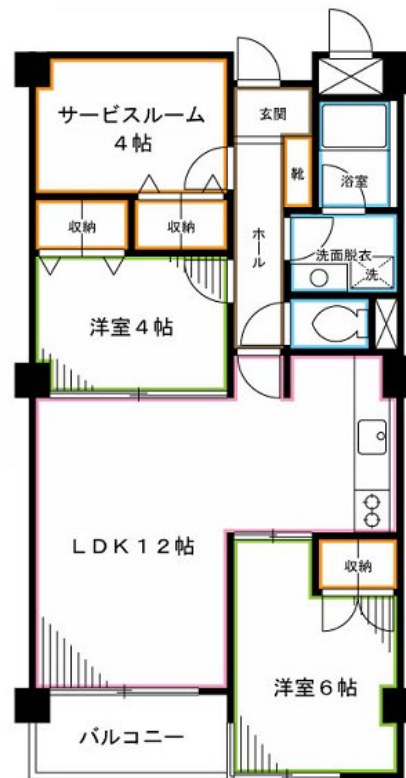 サービスルーム
4帖
玄関
靴
浴室
収納
収納
ホール
洗面脱衣
洗
洋室4帖
LDK12帖
収納
洋室6帖
バルコニー